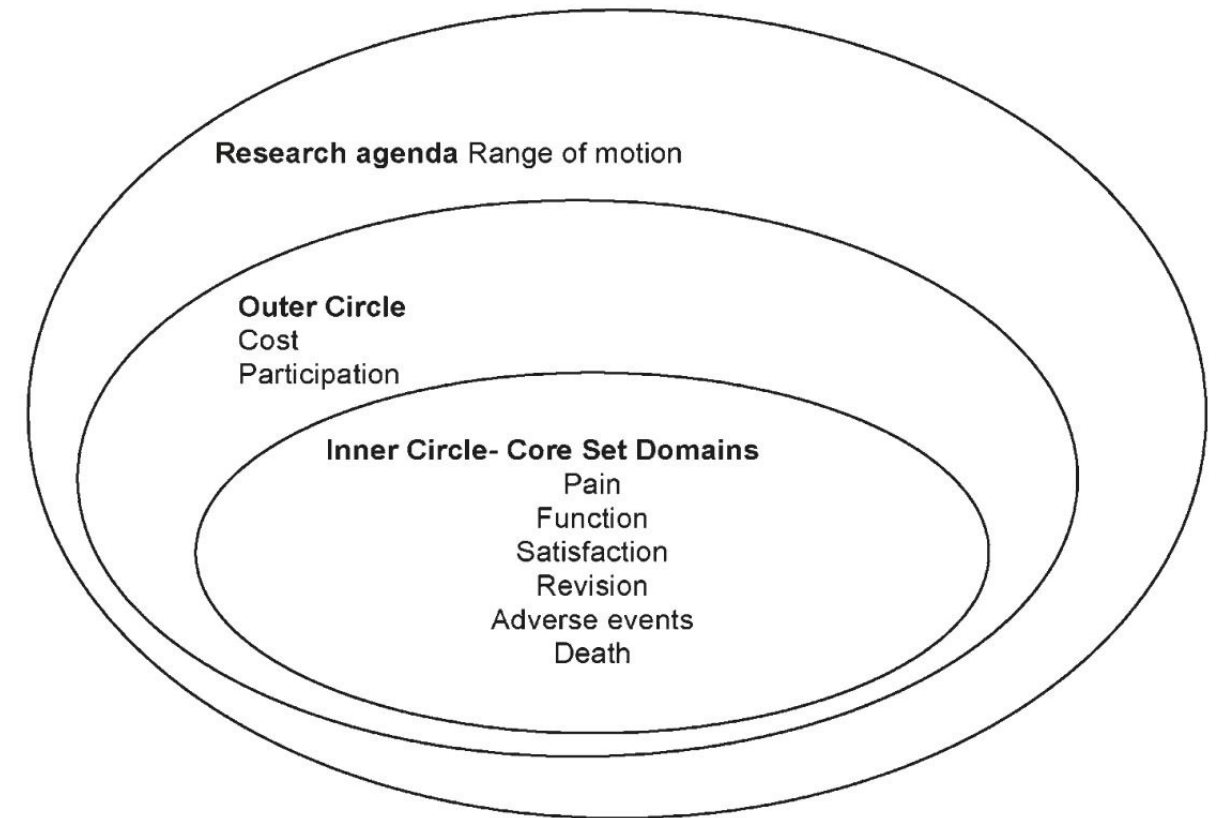 Research agenda Range of motion
Outer Circle
Cost
Participation
Inner Circle- Core Set Domains
Pain
Function
Satisfaction
Revision
Adverse events
Death